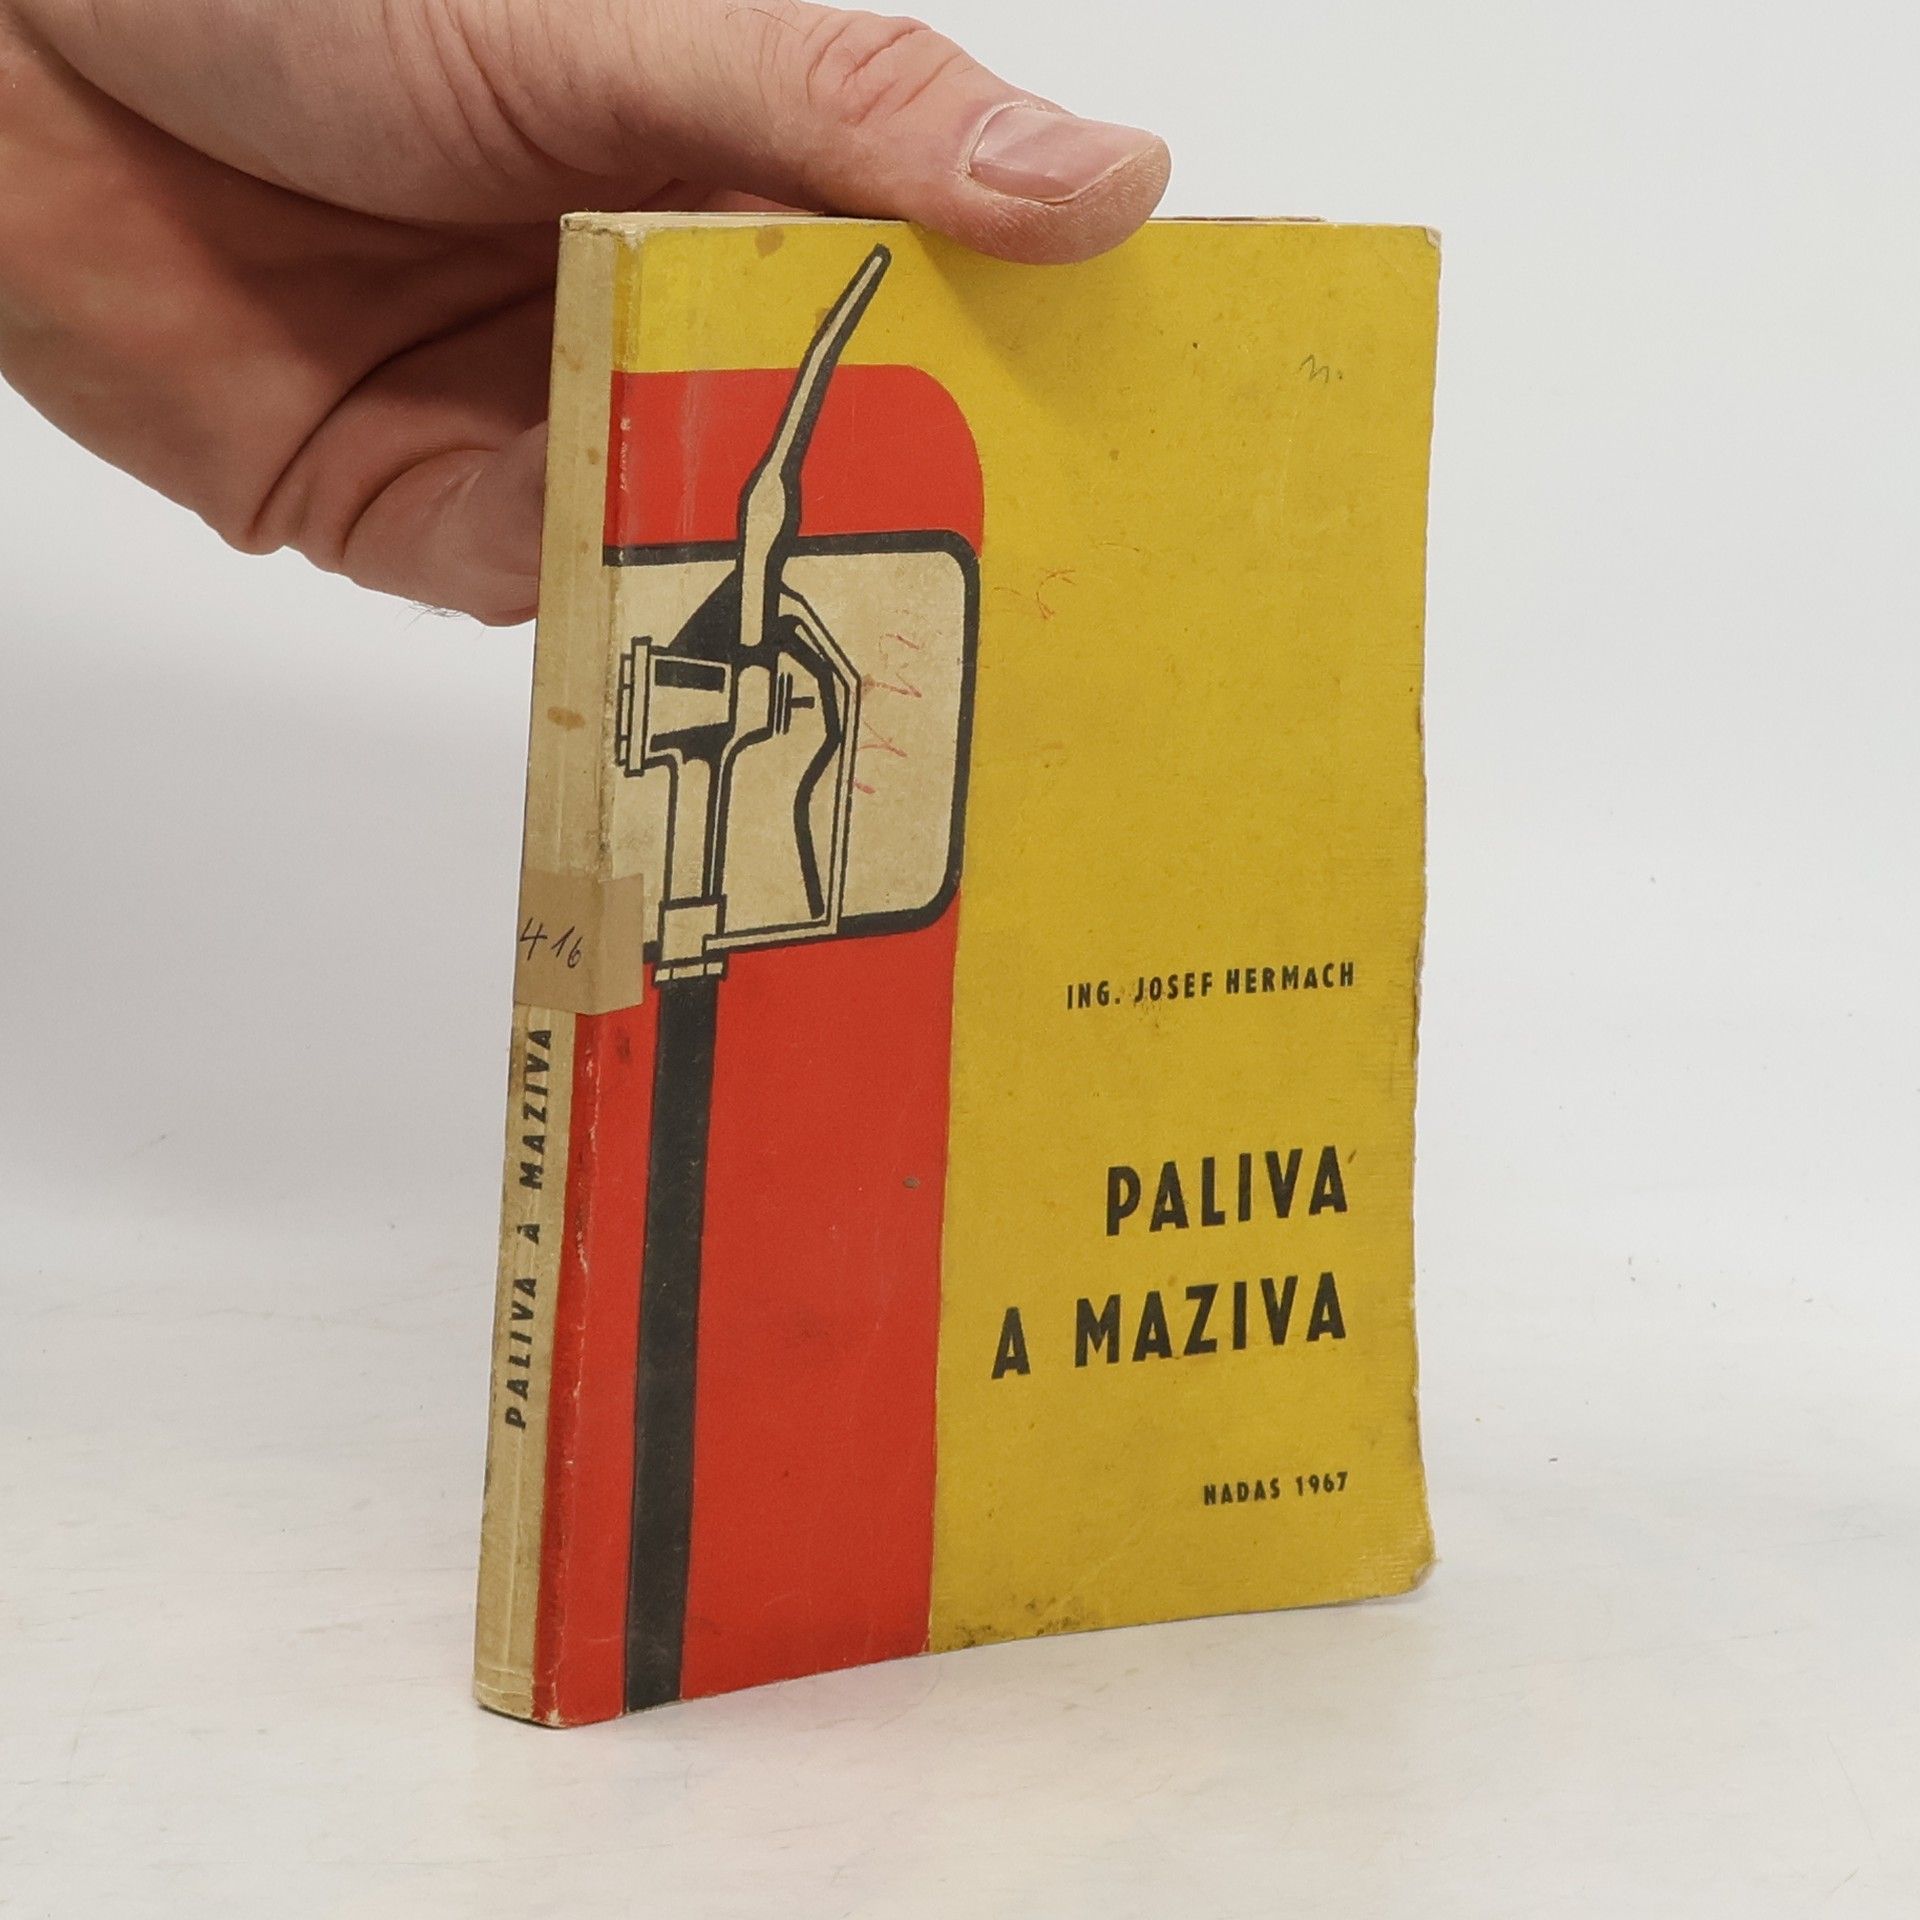 ING. JOSEF HERMACH
PALIVA
A MAZIVA
NADAS 1967
416
PALIVA A MAZIVA